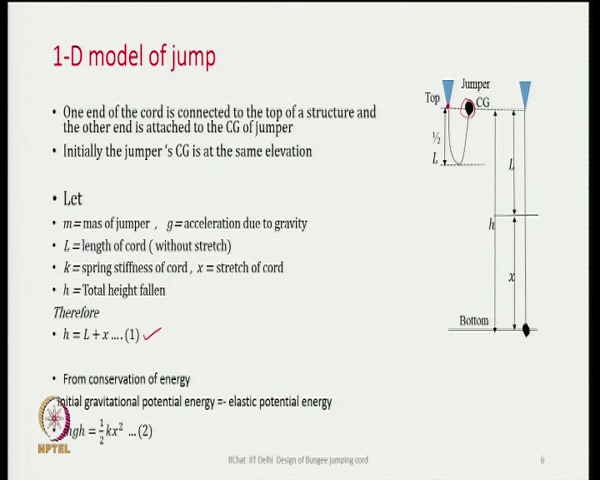 1-D model of jump
• One end of the cord is connected to the top of a structure and
the other end is attached to the CG of jumper
• Initially the jumper 's CG is at the same elevation
• Let
• m=mas of jumper , g=acceleration due to gravity
• L =length of cord ( without stretch)
• k=spring stiffness of cord , x = stretch of cord
• h =Total height fallen
Therefore
• h = L + x .... (1)
• From conservation of energy
initial gravitational potential energy =- elastic potential energy
mgh = 1/2 kx² ...(2)
Jumper
Top
CG
½
L
L
h
x
Bottom
NPTEL
RChat IIT Delhi Design of Bungee jumping cord
6